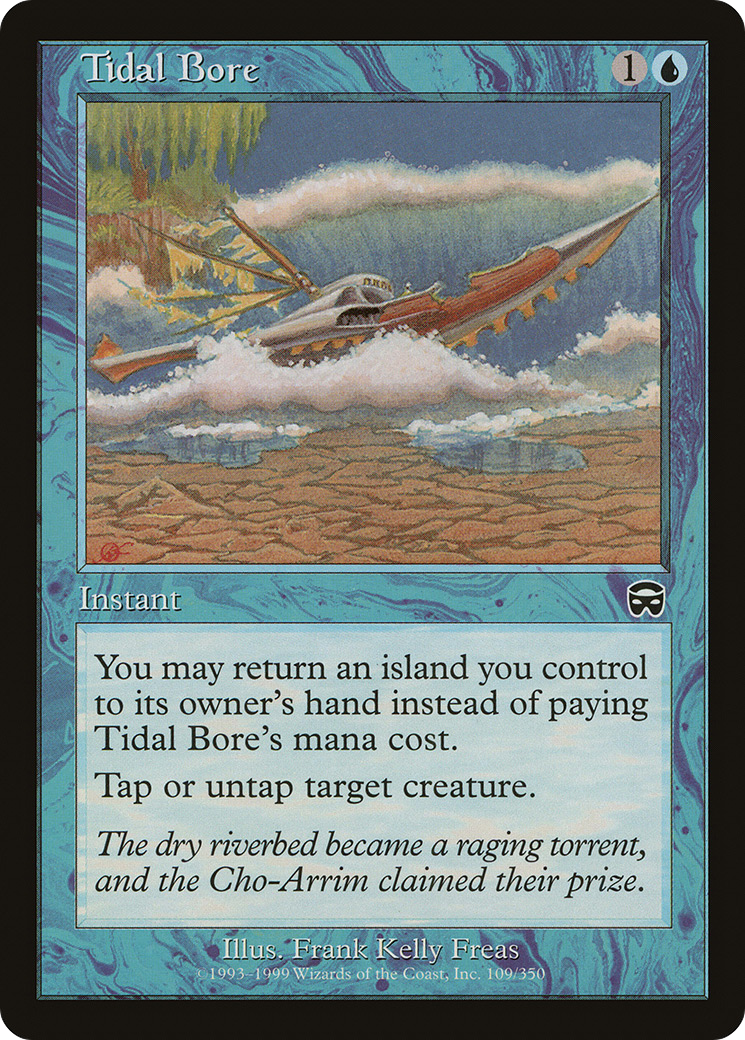 Tidal Bore
1
Instant
You may return an island you control
to its owner's hand instead of paying
Tidal Bore's mana cost.
Tap or untap target creature.
The dry riverbed became a raging torrent,
and the Cho-Arrim claimed their prize.
Illus. Frank Kelly Freas
©1993–1999 Wizards of the Coast, Inc. 109/350